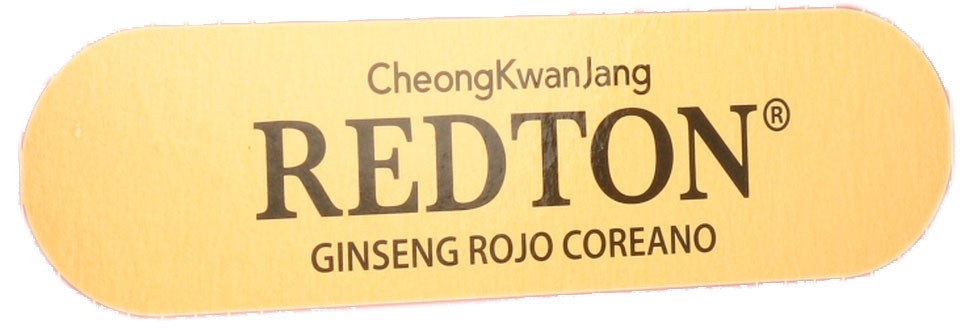 CheongKwanJang
REDTON®
GINSENG ROJO COREANO